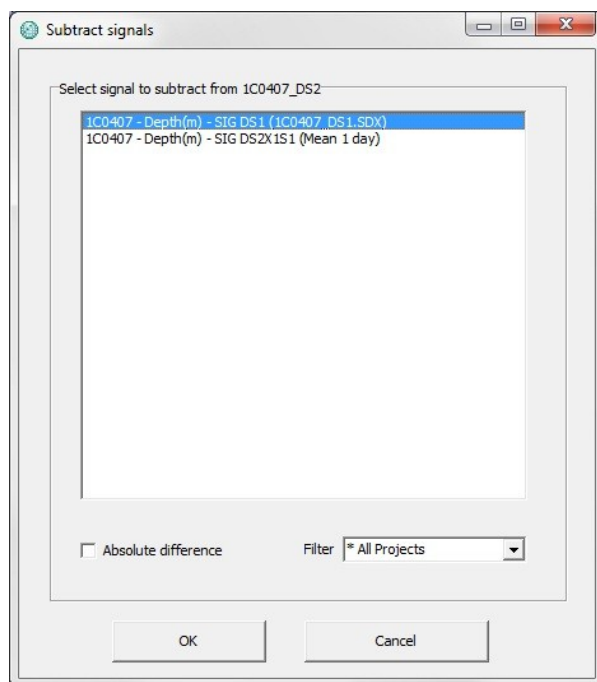 Subtract signals
Select signal to subtract from 1C0407_DS2
1C0407 - Depth(m) - SIG DS1 (1C0407_DS1.SDX)
1C0407 - Depth(m) - SIG DS2X1S1 (Mean 1 day)
Absolute difference
Filter
* All Projects
OK
Cancel